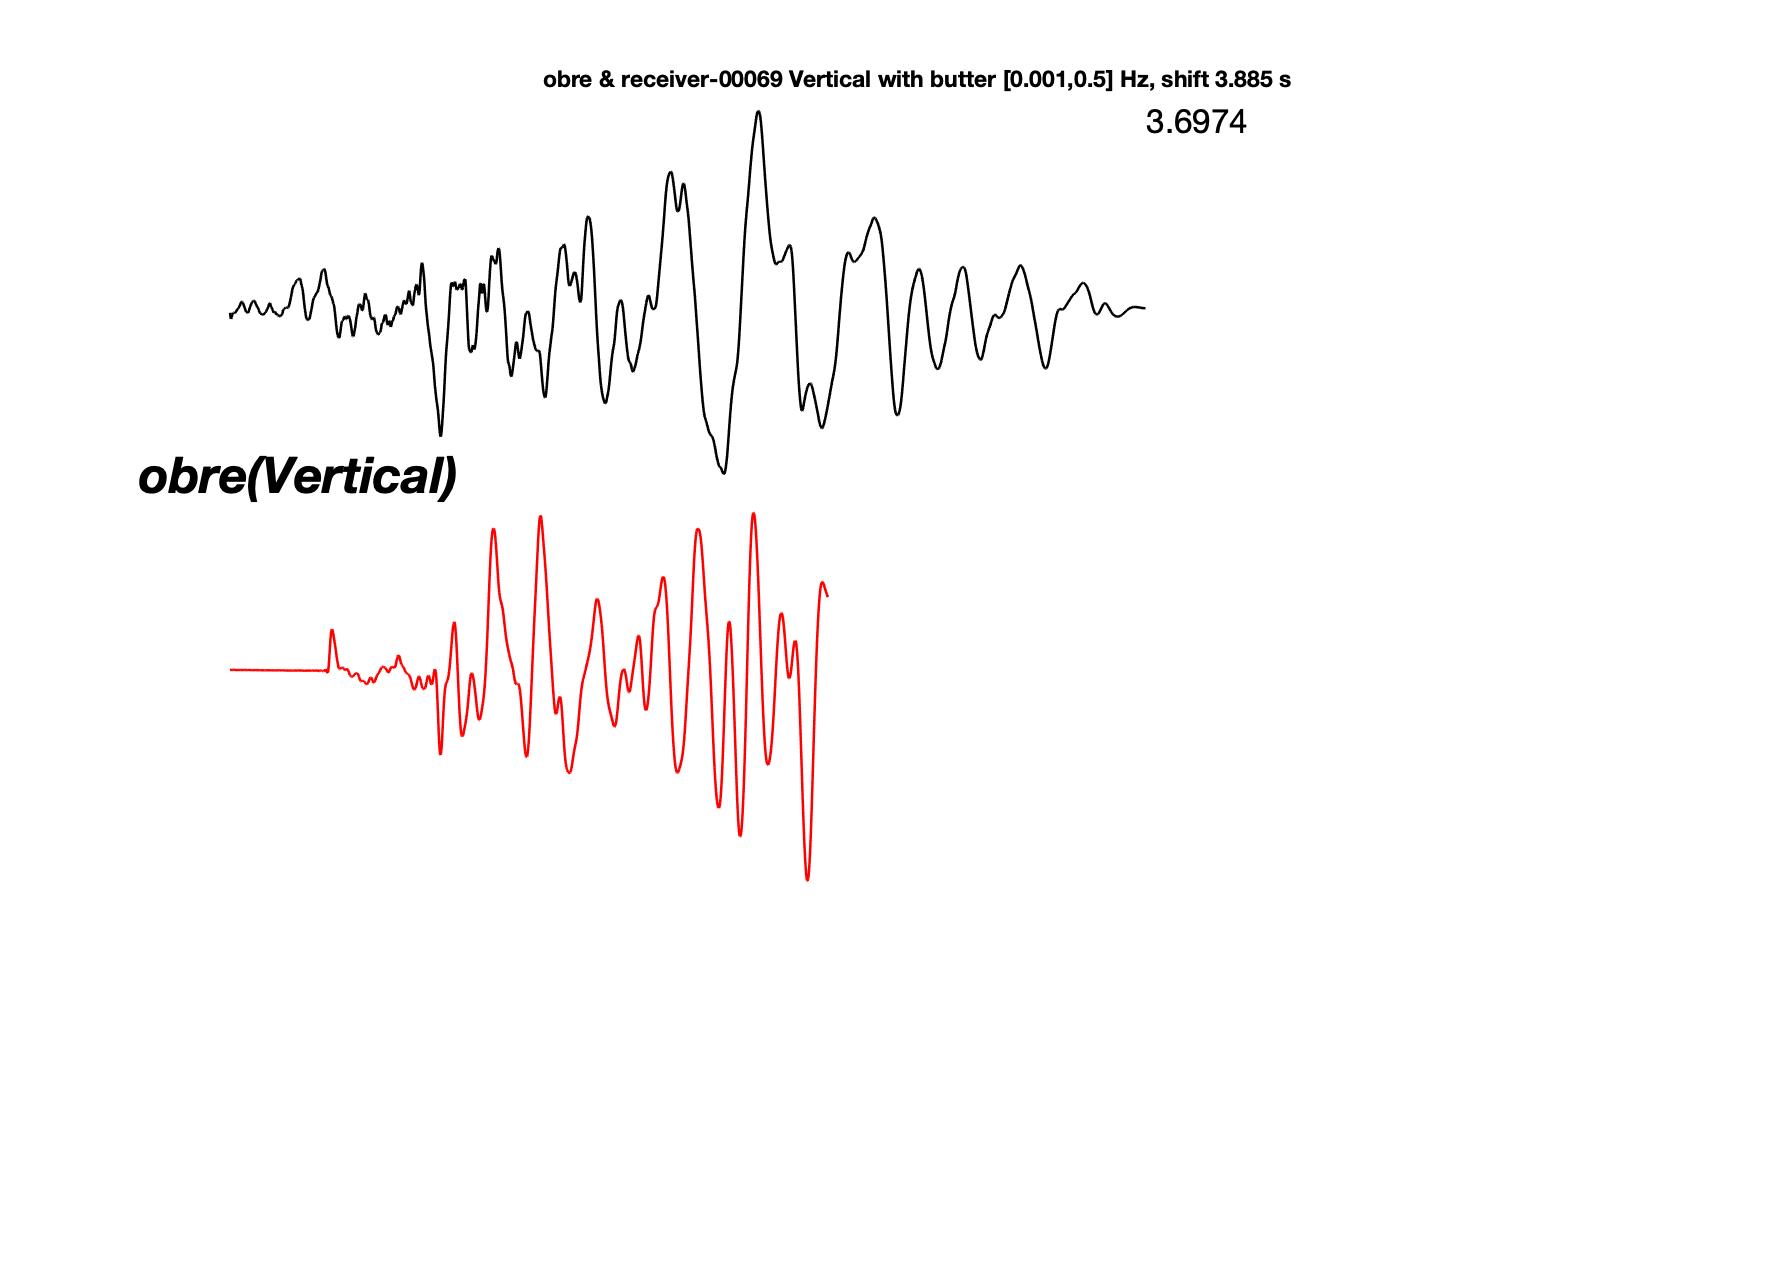 obre & receiver-00069 Vertical with butter [0.001,0.5] Hz, shift 3.885 s
3.6974
obre(Vertical)